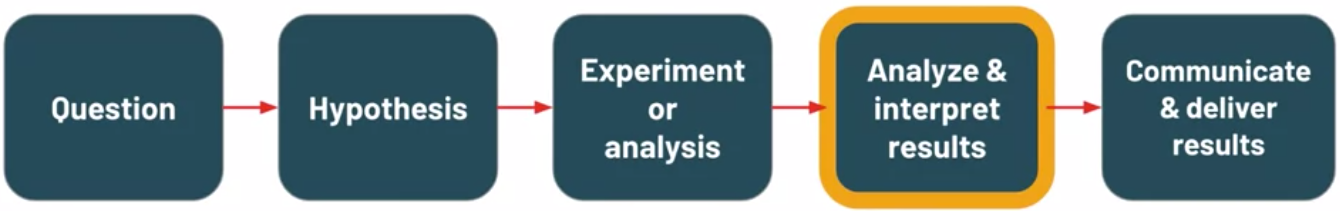 Question
Hypothesis
Experiment
or
analysis
Analyze &
interpret
results
Communicate
& deliver
results